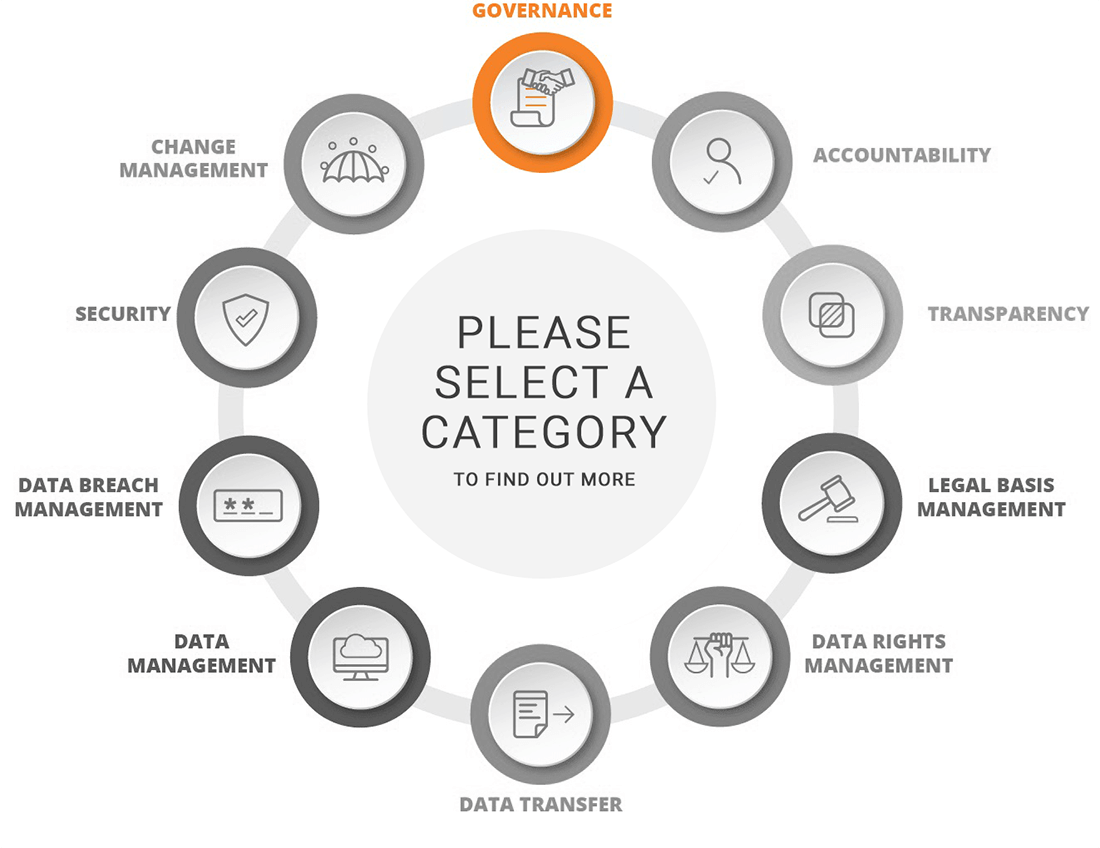 GOVERNANCE
CHANGE
MANAGEMENT
ACCOUNTABILITY
SECURITY
TRANSPARENCY
PLEASE
SELECT A
CATEGORY
TO FIND OUT MORE
DATA BREACH
MANAGEMENT
LEGAL BASIS
MANAGEMENT
DATA
MANAGEMENT
DATA RIGHTS
MANAGEMENT
DATA TRANSFER